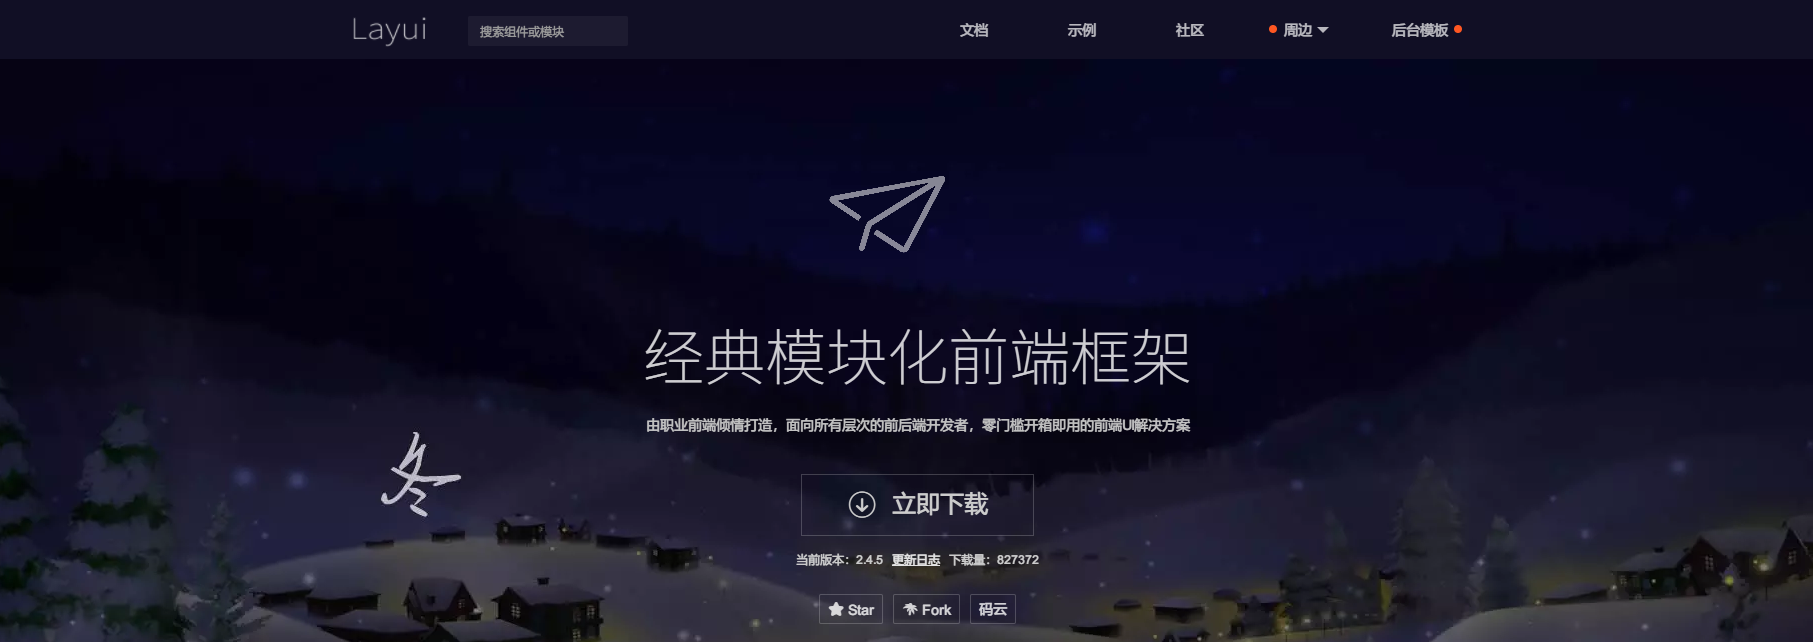 Layui
搜索组件或模块
文档
示例
社区
周边
后台模板
经典模块化前端框架
由职业前端倾情打造，面向所有层次的前后端开发者，零门槛开箱即用的前端UI解决方案
冬
立即下载
当前版本：2.4.5 更新日志 下载量：827372
Star
Fork
码云